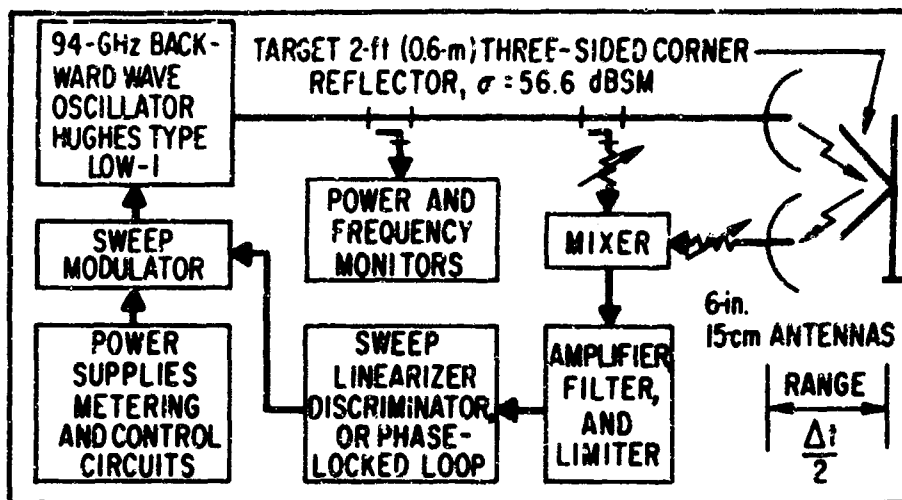 94-GHz BACK-
WARD WAVE
OSCILLATOR
HUGHES TYPE
LOW-I
TARGET 2-ft (0.6-m) THREE-SIDED CORNER
REFLECTOR, σ = 56.6 dBSM
POWER AND
FREQUENCY
MONITORS
MIXER
SWEEP
MODULATOR
6-in.
15cm ANTENNAS
POWER
SUPPLIES
METERING
AND CONTROL
CIRCUITS
SWEEP
LINEARIZER
DISCRIMINATOR
OR PHASE-
LOCKED LOOP
AMPLIFIER,
FILTER,
AND
LIMITER
RANGE
Δt
2